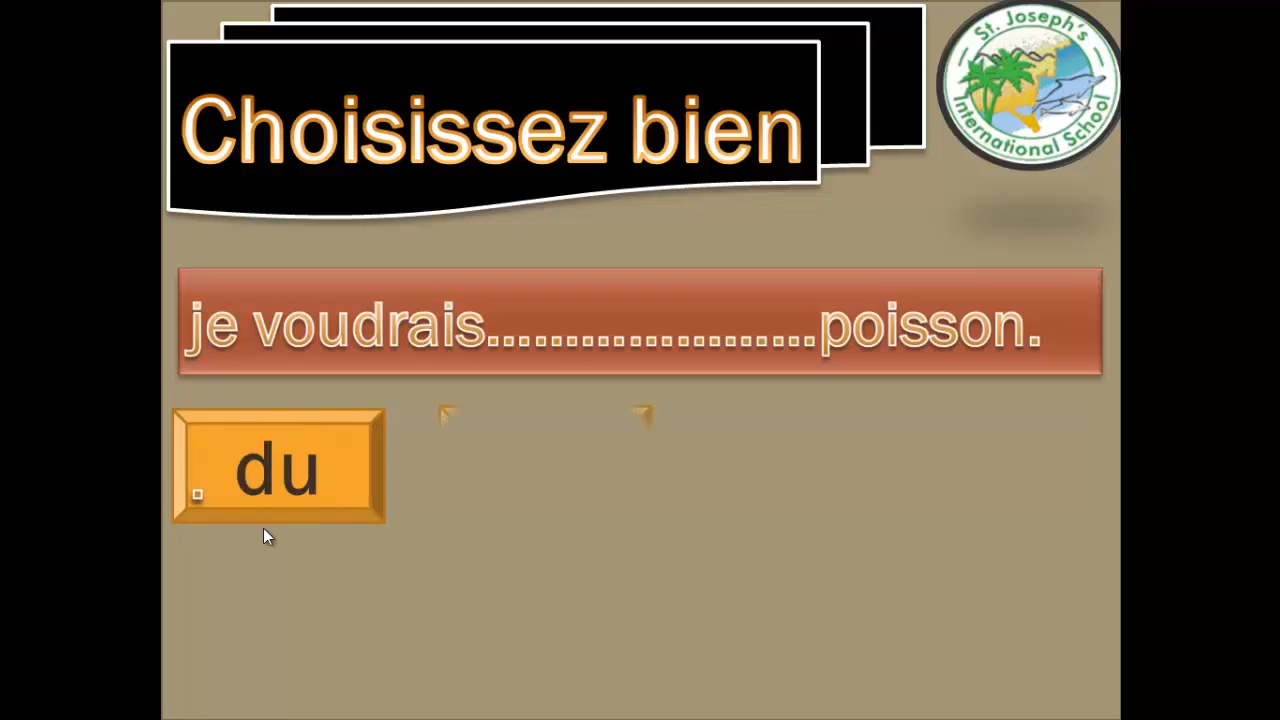 St. Joseph's
International School
Choisissez bien
je voudrais.....................poisson.
. du